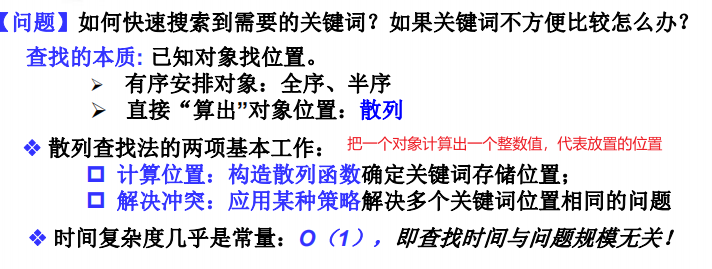 【问题】如何快速搜索到需要的关键词？如果关键词不方便比较怎么办？
查找的本质: 已知对象找位置。
➢ 有序安排对象：全序、半序
➢ 直接“算出”对象位置：散列
❖ 散列查找法的两项基本工作： 把一个对象计算出一个整数值，代表放置的位置
❑ 计算位置：构造散列函数确定关键词存储位置；
❑ 解决冲突：应用某种策略解决多个关键词位置相同的问题
❖ 时间复杂度几乎是常量：O（1），即查找时间与问题规模无关！